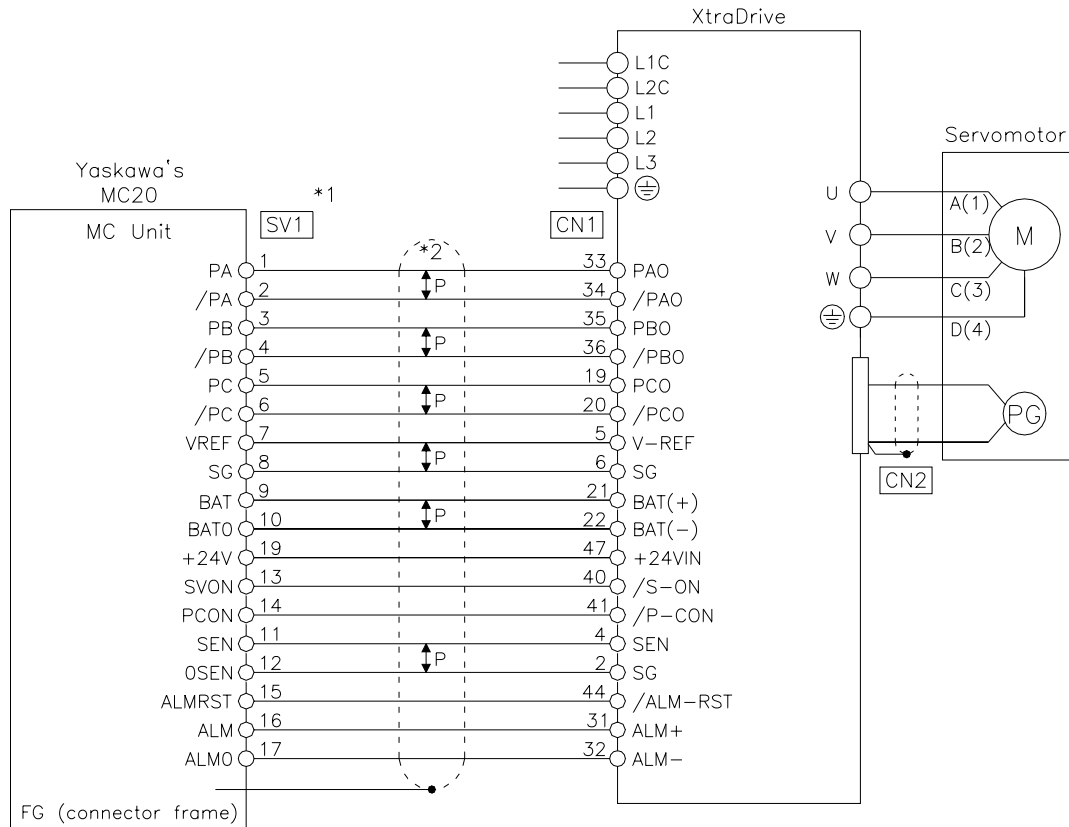 XtraDrive
L1C
L2C
L1
L2
L3
Servomotor
Yaskawa's
MC20
*1
MC Unit
SV1
CN1
U
V
W
A(1)
B(2)
C(3)
D(4)
M
*2
PA 1 33 PAO
P
/PA 2 34 /PAO
PB 3 35 PBO
P
/PB 4 36 /PBO
PC 5 19 PCO
P
/PC 6 20 /PCO
VREF 7 5 V-REF
P
SG 8 6 SG
BAT 9 21 BAT(+)
P
BAT0 10 22 BAT(-)
+24V 19 47 +24VIN
SVON 13 40 /S-ON
PCON 14 41 /P-CON
SEN 11 4 SEN
P
0SEN 12 2 SG
ALMRST 15 44 /ALM-RST
ALM 16 31 ALM+
ALM0 17 32 ALM-
PG
CN2
FG (connector frame)